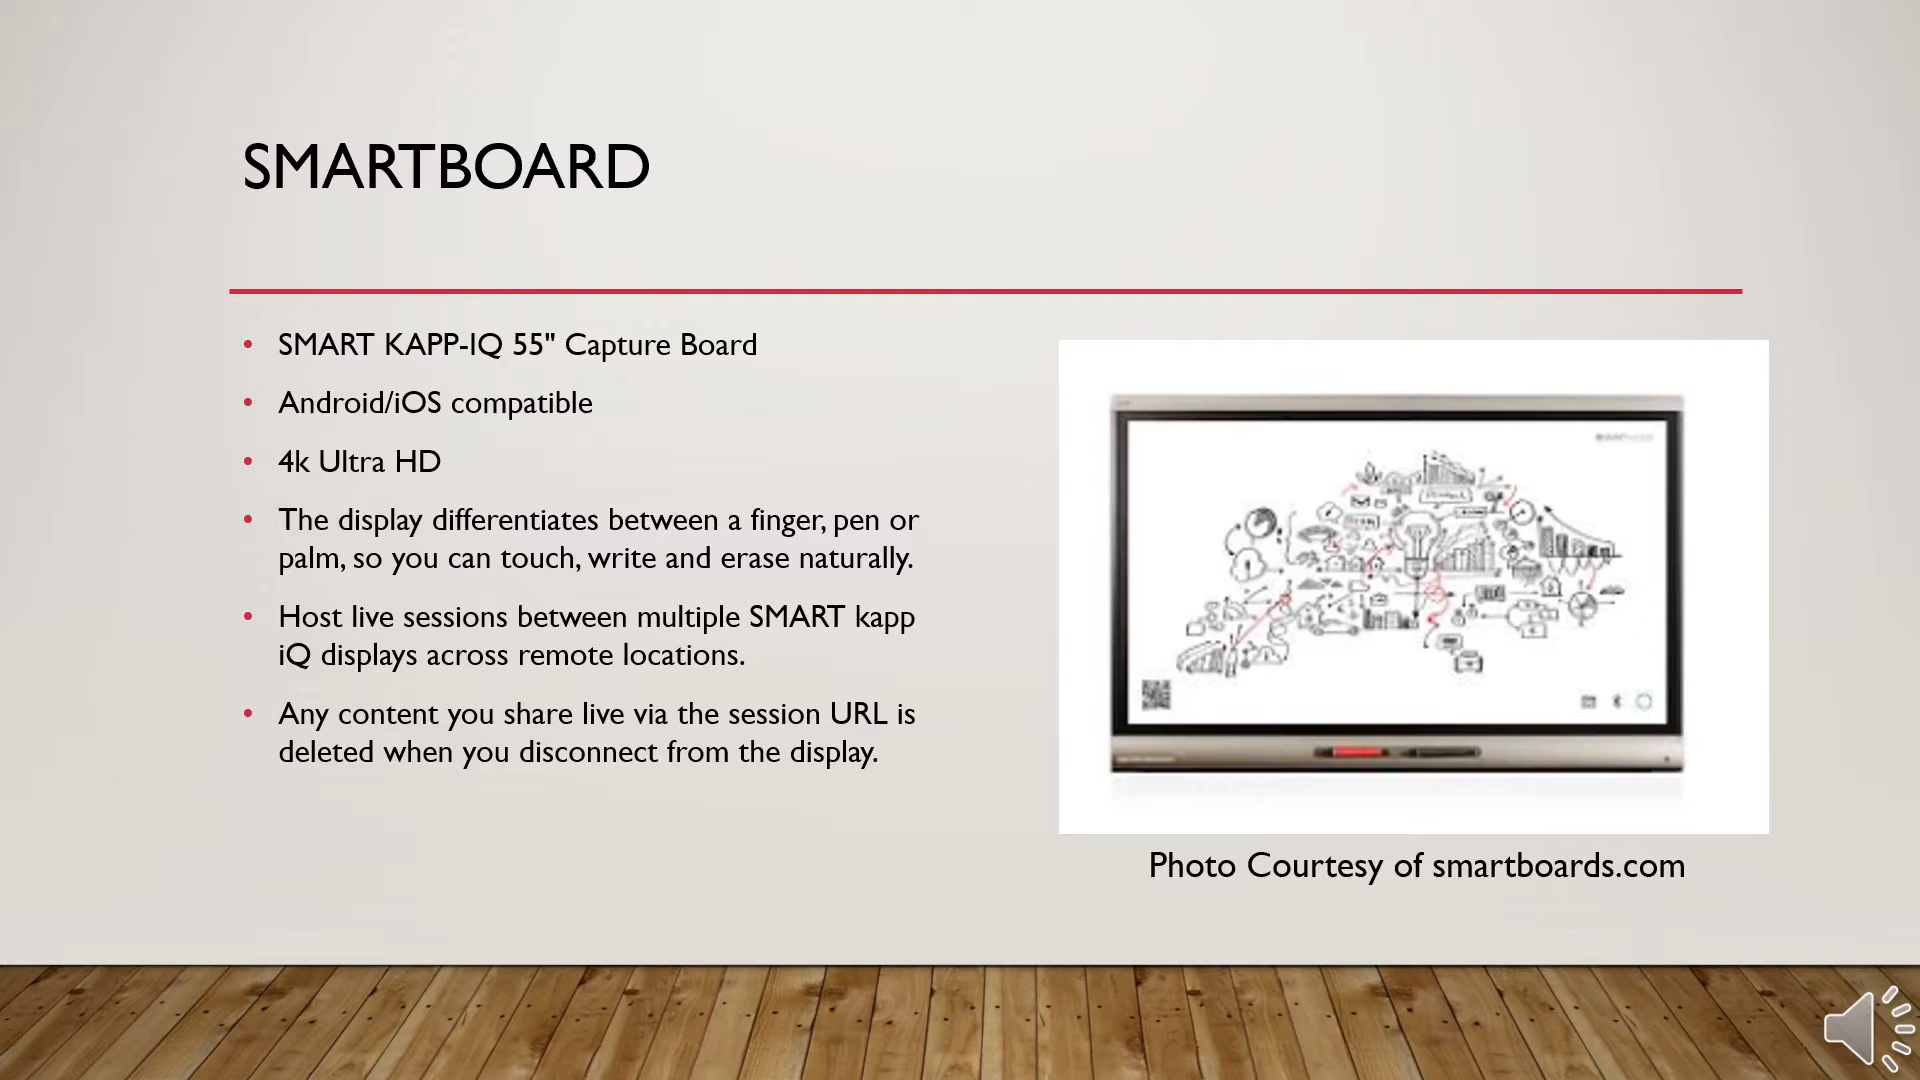 SMARTBOARD
• SMART KAPP-IQ 55" Capture Board
• Android/iOS compatible
• 4k Ultra HD
• The display differentiates between a finger, pen or
palm, so you can touch, write and erase naturally.
• Host live sessions between multiple SMART kapp
iQ displays across remote locations.
• Any content you share live via the session URL is
deleted when you disconnect from the display.
Photo Courtesy of smartboards.com